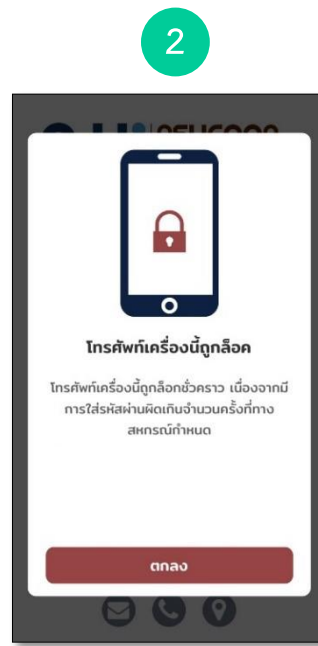 2
โทรศัพท์เครื่องนี้ถูกล็อค
โทรศัพท์เครื่องนี้ถูกล็อกชั่วคราว เนื่องจากมี
การใส่รหัสผ่านผิดเกินจำนวนครั้งที่ทาง
สหกรณ์กำหนด
ตกลง